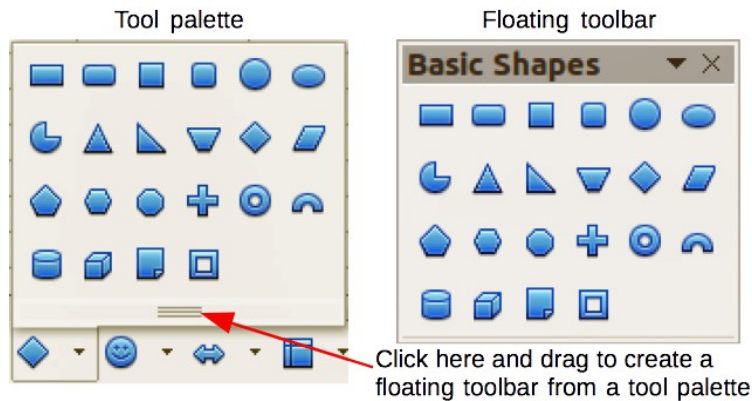 Tool palette
Floating toolbar
Basic Shapes
Click here and drag to create a
floating toolbar from a tool palette